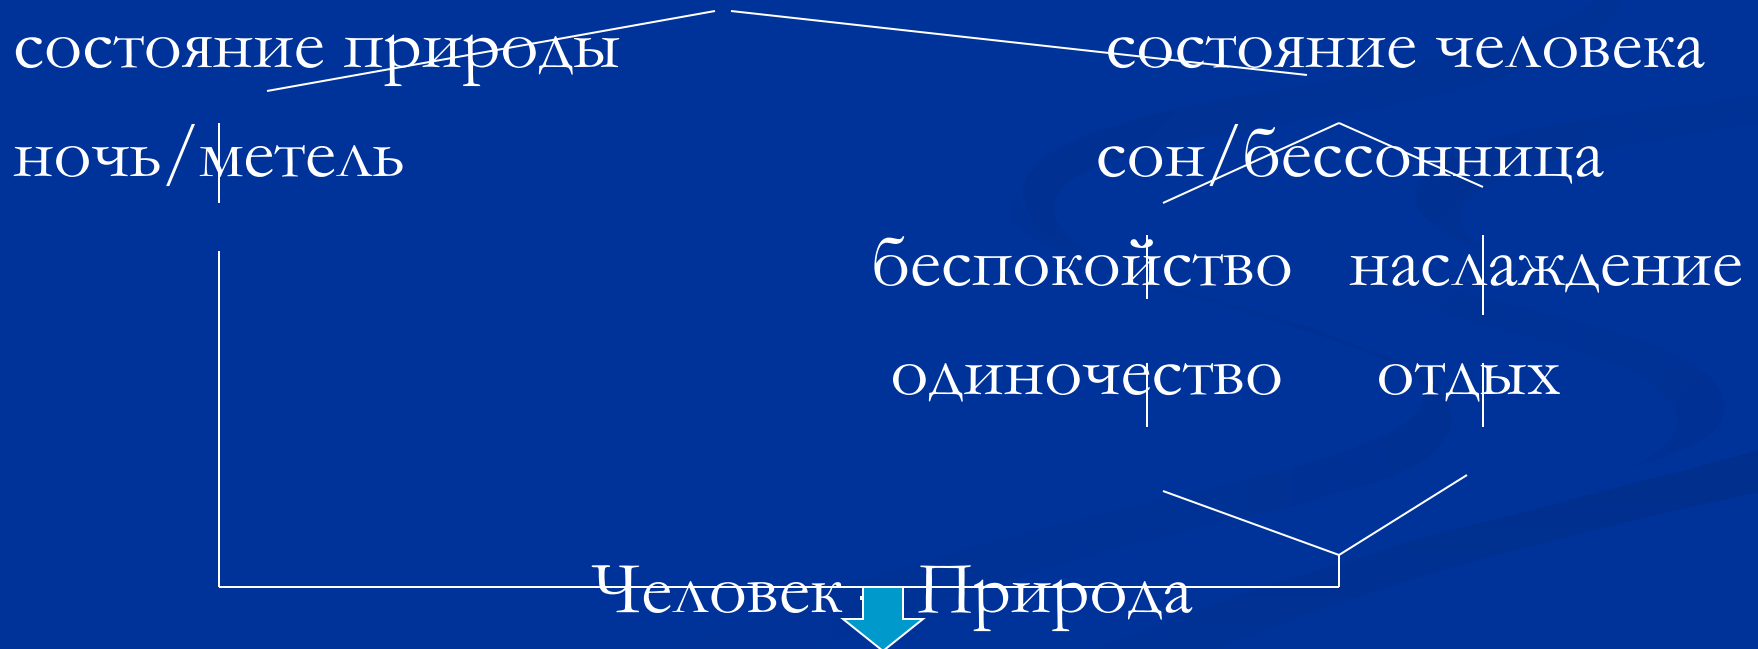 состояние природы состояние человека
ночь/метель сон/бессонница
беспокойство наслаждение
одиночество отдых
Человек - Природа